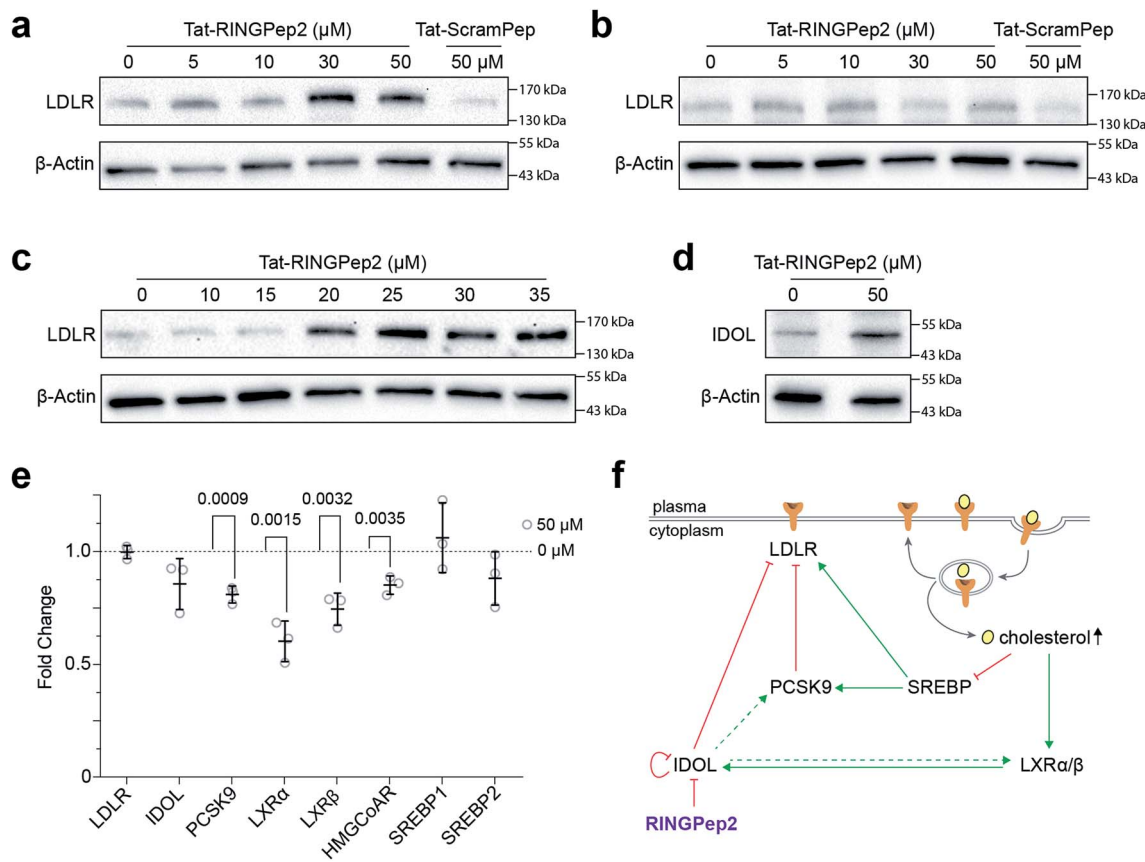 a
Tat-RINGPep2 (µM) Tat-ScramPep
0 5 10 30 50 50 µM
LDLR
170 kDa
130 kDa
β-Actin
55 kDa
43 kDa
b
Tat-RINGPep2 (µM) Tat-ScramPep
0 5 10 30 50 50 µM
LDLR
170 kDa
130 kDa
β-Actin
55 kDa
43 kDa
c
Tat-RINGPep2 (µM)
0 10 15 20 25 30 35
LDLR
170 kDa
130 kDa
β-Actin
55 kDa
43 kDa
d
Tat-RINGPep2 (µM)
0 50
IDOL
55 kDa
43 kDa
β-Actin
55 kDa
43 kDa
e
Fold Change
1.0
0.5
0
0.0009
0.0015
0.0032
0.0035
50 µM
0 µM
LDLR
IDOL
PCSK9
LXRα
LXRβ
HMGCoAR
SREBP1
SREBP2
f
plasma
cytoplasm
LDLR
cholesterol
PCSK9
SREBP
IDOL
LXRα/β
RINGPep2